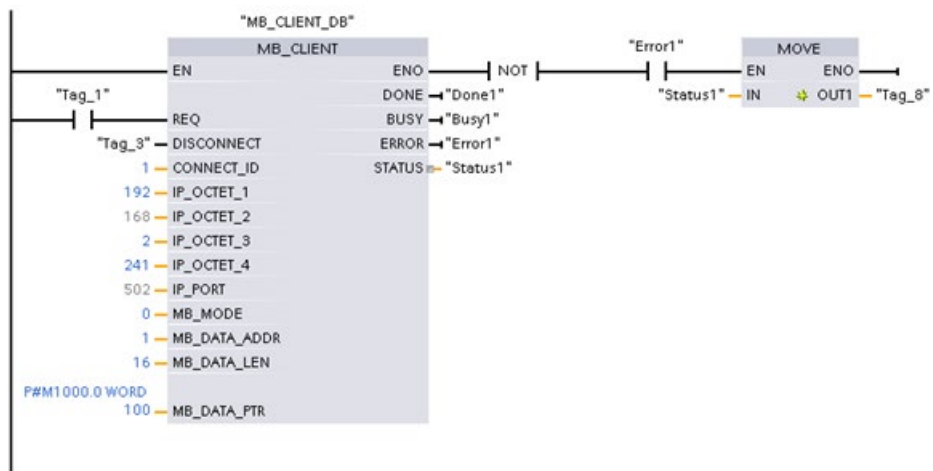 "MB_CLIENT_DB"
MB_CLIENT
"Error1"
MOVE
EN ENO NOT EN ENO
"Tag_1" DONE "Done1" "Status1" IN OUT1 "Tag_8"
REQ BUSY "Busy1"
"Tag_3" DISCONNECT ERROR "Error1"
1 CONNECT_ID STATUS "Status1"
192 IP_OCTET_1
168 IP_OCTET_2
2 IP_OCTET_3
241 IP_OCTET_4
502 IP_PORT
0 MB_MODE
1 MB_DATA_ADDR
16 MB_DATA_LEN
P#M1000.0 WORD
100 MB_DATA_PTR